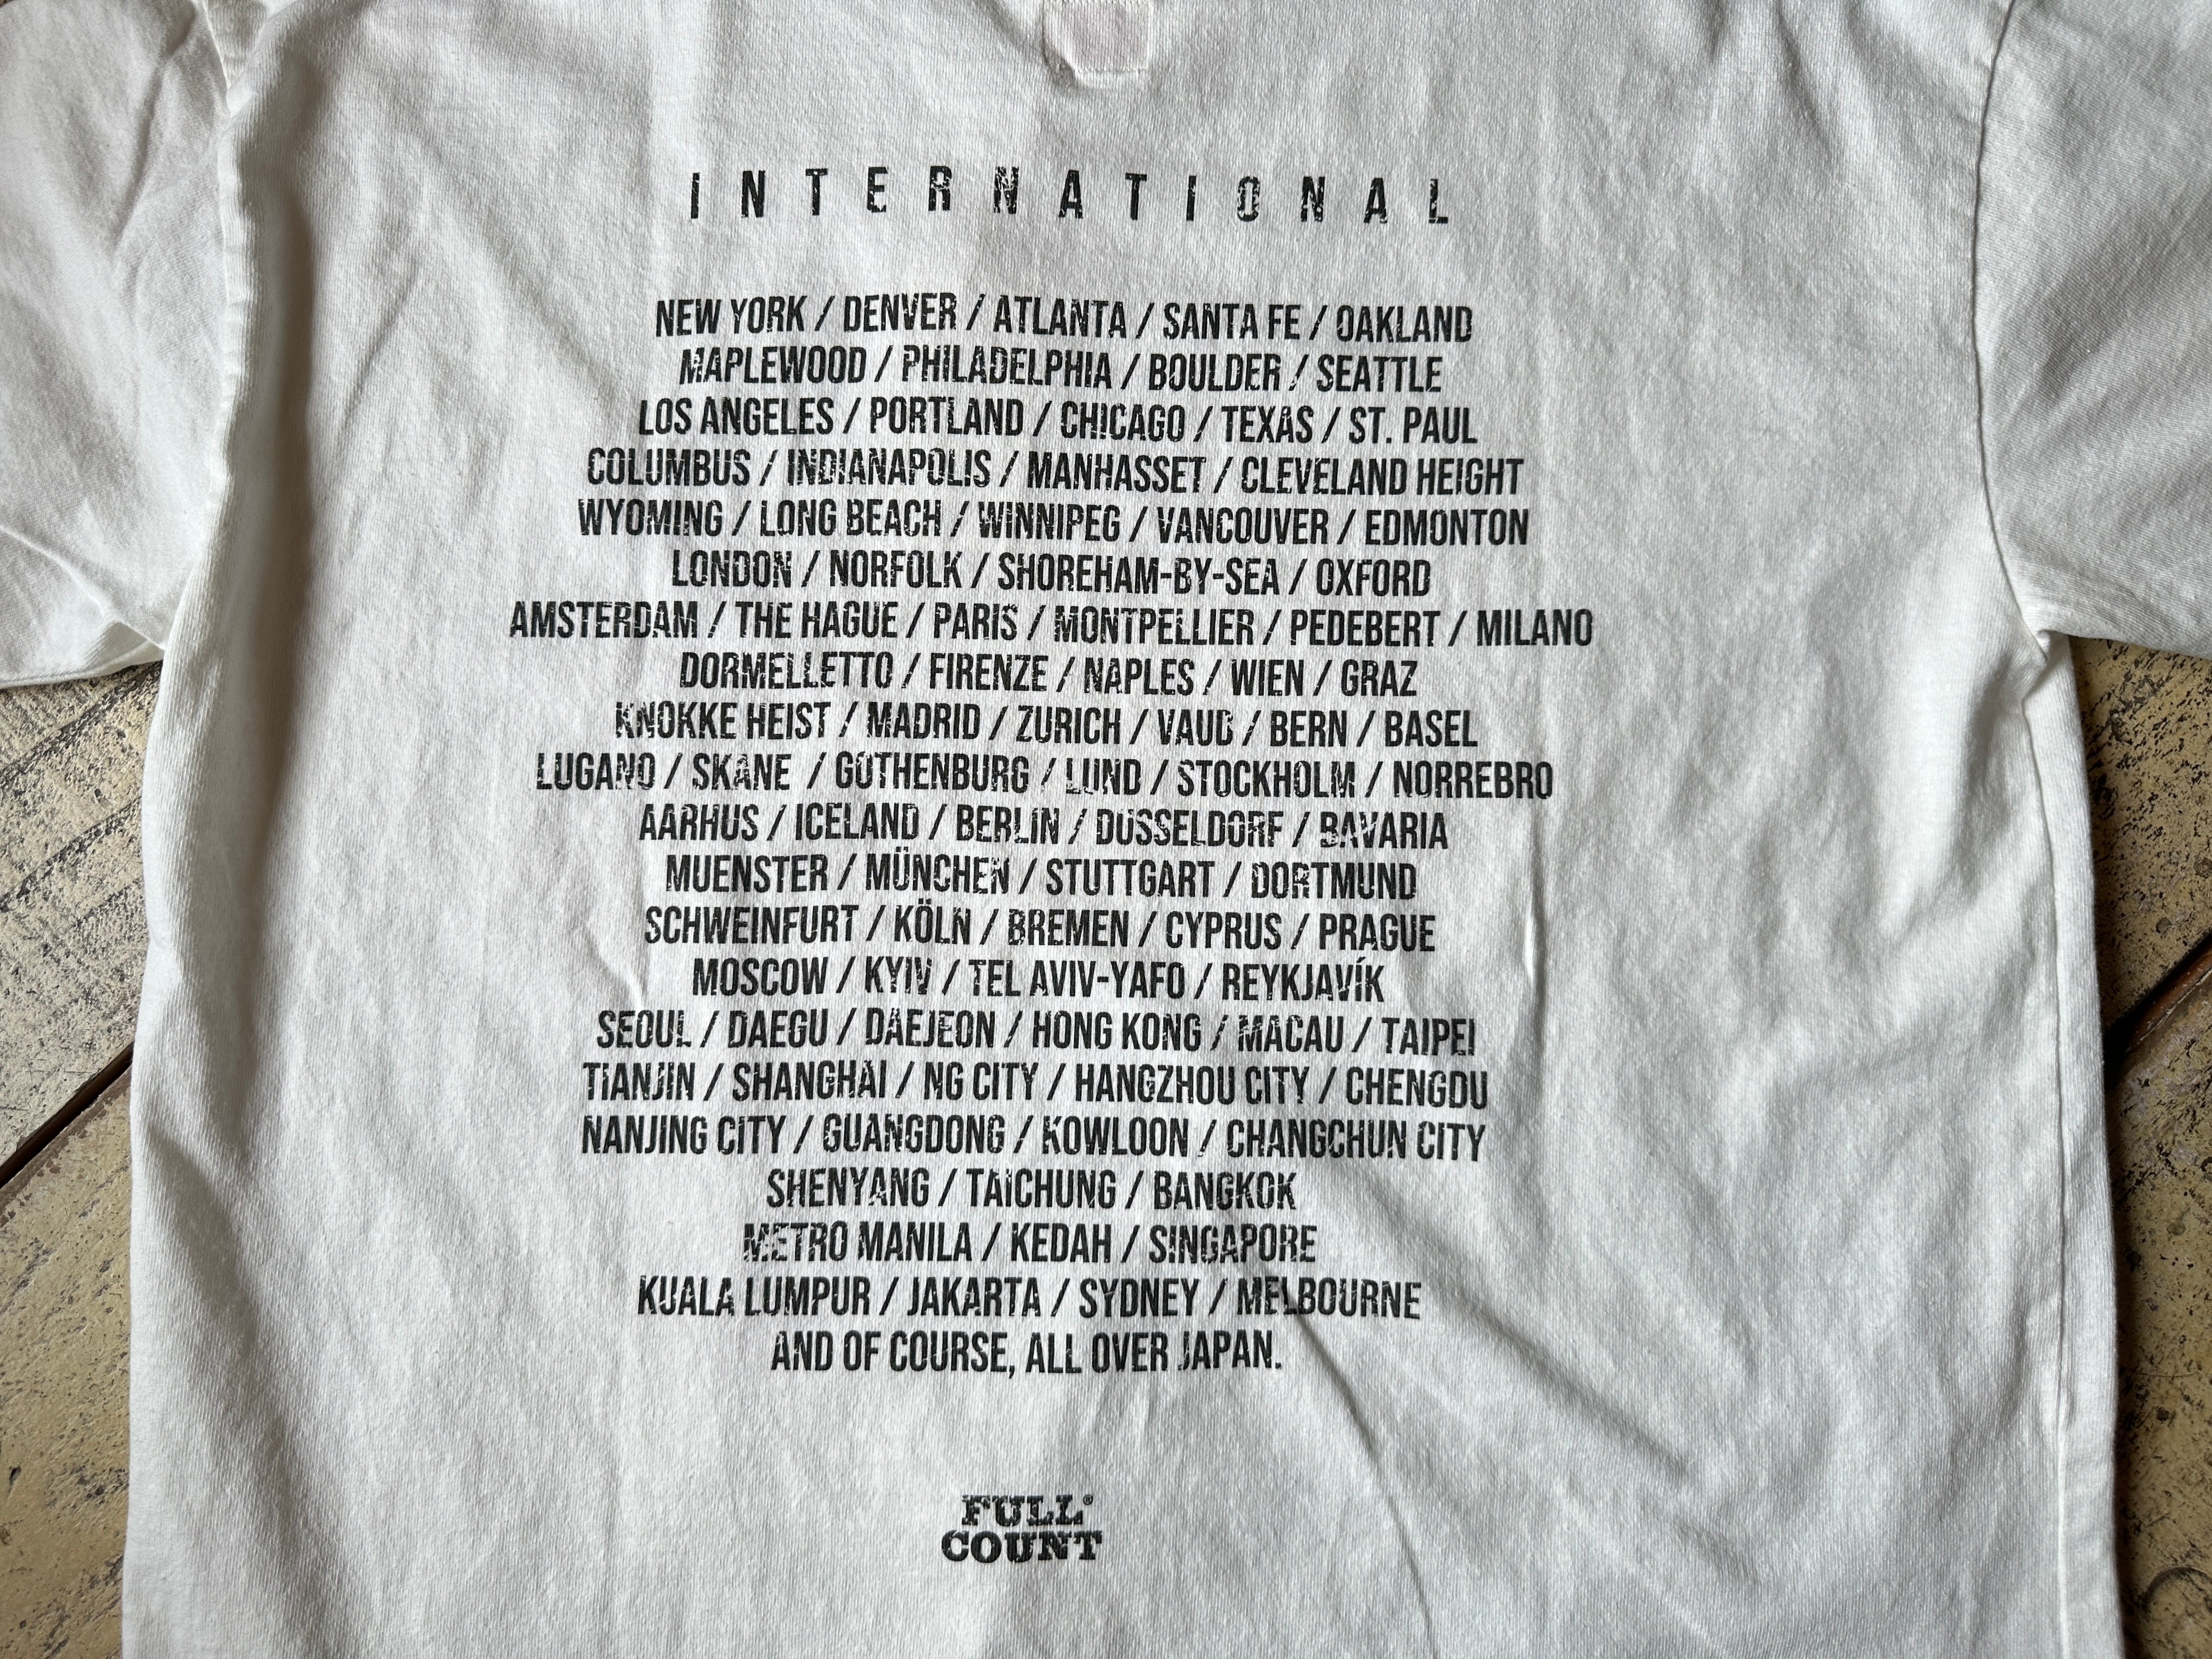 INTERNATIONAL
NEW YORK / DENVER / ATLANTA / SANTA FE / OAKLAND
MAPLEWOOD / PHILADELPHIA / BOULDER / SEATTLE
LOS ANGELES / PORTLAND / CHICAGO / TEXAS / ST. PAUL
COLUMBUS / INDIANAPOLIS / MANHASSET / CLEVELAND HEIGHT
WYOMING / LONG BEACH / WINNIPEG / VANCOUVER / EDMONTON
LONDON / NORFOLK / SHOREHAM-BY-SEA / OXFORD
AMSTERDAM / THE HAGUE / PARIS / MONTPELLIER / PEDEBERT / MILANO
DORMELLETTO / FIRENZE / NAPLES / WIEN / GRAZ
KNOKKE HEIST / MADRID / ZURICH / VAUD / BERN / BASEL
LUGANO / SKANE / GOTHENBURG / LUND / STOCKHOLM / NORREBRO
AARHUS / ICELAND / BERLIN / DUSSELDORF / BAVARIA
MUENSTER / MÜNCHEN / STUTTGART / DORTMUND
SCHWEINFURT / KÖLN / BREMEN / CYPRUS / PRAGUE
MOSCOW / KYIV / TEL AVIV-YAFO / REYKJAVÍK
SEOUL / DAEGU / DAEJEON / HONG KONG / MACAU / TAIPEI
TIANJIN / SHANGHAI / NG CITY / HANGZHOU CITY / CHENGDU
NANJING CITY / GUANGDONG / KOWLOON / CHANGCHUN CITY
SHENYANG / TAICHUNG / BANGKOK
METRO MANILA / KEDAH / SINGAPORE
KUALA LUMPUR / JAKARTA / SYDNEY / MELBOURNE
AND OF COURSE, ALL OVER JAPAN.
FULL®
COUNT